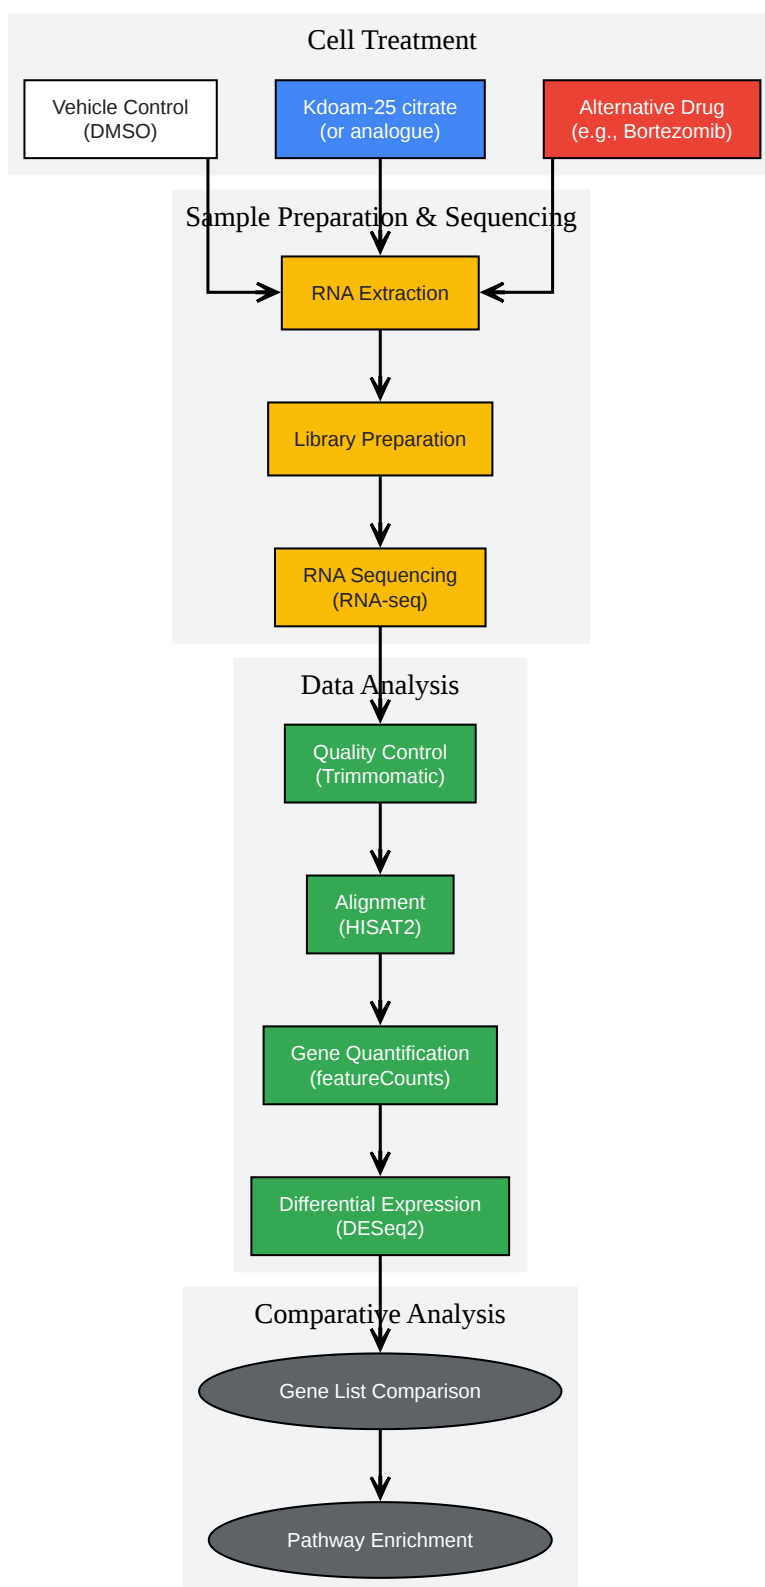 Cell Treatment
Vehicle Control
(DMSO)
Kdoam-25 citrate
(or analogue)
Alternative Drug
(e.g., Bortezomib)
Sample Preparation & Sequencing
RNA Extraction
Library Preparation
RNA Sequencing
(RNA-seq)
Data Analysis
Quality Control
(Trimmomatic)
Alignment
(HISAT2)
Gene Quantification
(featureCounts)
Differential Expression
(DESeq2)
Comparative Analysis
Gene List Comparison
Pathway Enrichment